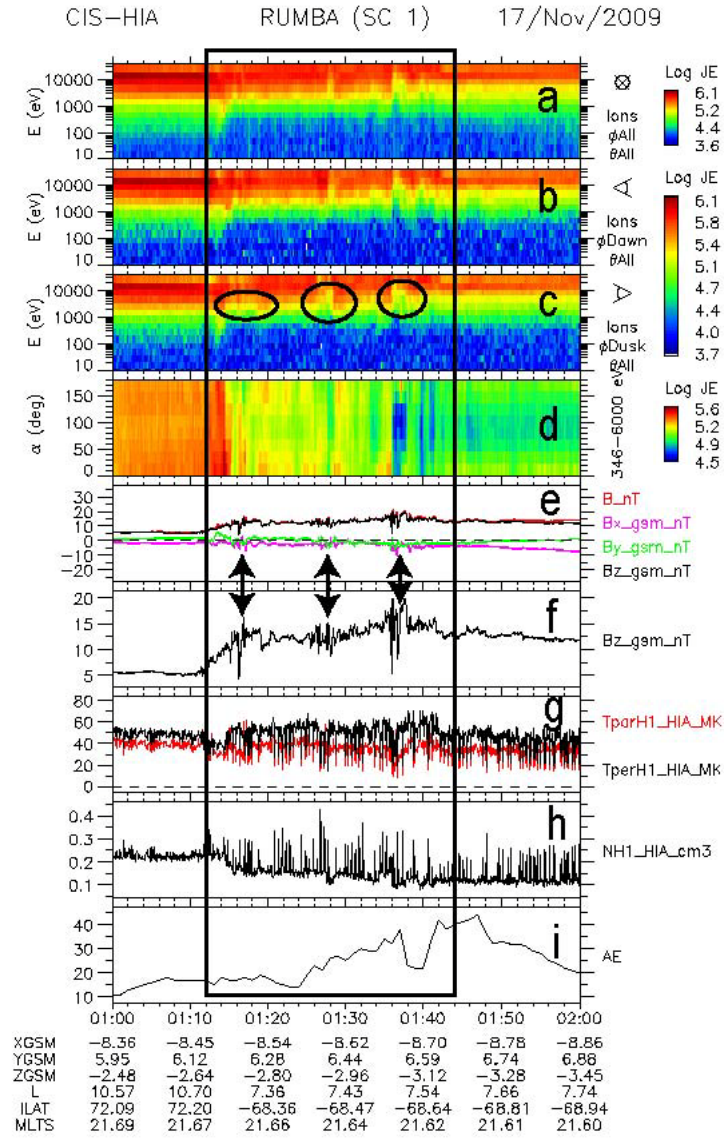 CIS-HIA RUMBA (SC 1) 17/Nov/2009
Log JE
10000
1000
100
10
E (eV)
a
⊗
Ions
φAll
θAll
6.1
5.2
4.4
3.6
Log JE
10000
1000
100
10
E (eV)
b
Ions
φDawn
θAll
6.1
5.7
5.2
4.7
4.2
3.7
10000
1000
100
10
E (eV)
c
Ions
φDusk
θAll
Log JE
150
100
50
0
α (deg)
d
346-6000 eV
5.6
5.2
4.9
4.5
30
20
10
0
-10
-20
e
B_nT
Bx_gsm_nT
By_gsm_nT
Bz_gsm_nT
20
15
10
5
f
Bz_gsm_nT
80
60
40
20
0
g
TparH1_HIA_MK
TperH1_HIA_MK
0.4
0.3
0.2
0.1
h
NH1_HIA_cm3
40
30
20
10
i
AE
01:00 01:10 01:20 01:30 01:40 01:50 02:00
XGSM -8.36 -8.45 -8.54 -8.62 -8.70 -8.78 -8.86
YGSM 5.95 6.12 6.28 6.44 6.59 6.74 6.88
ZGSM -2.48 -2.64 -2.80 -2.96 -3.12 -3.28 -3.45
L 10.57 10.70 7.36 7.43 7.54 7.66 7.74
ILAT 72.09 72.20 -68.36 -68.47 -68.64 -68.81 -68.94
MLTS 21.69 21.67 21.66 21.64 21.62 21.61 21.60